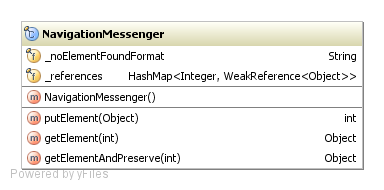 NavigationMessenger
_noElementFoundFormat String
_references HashMap<Integer, WeakReference<Object>>
NavigationMessenger()
putElement(Object) int
getElement(int) Object
getElementAndPreserve(int) Object
Powered by yFiles